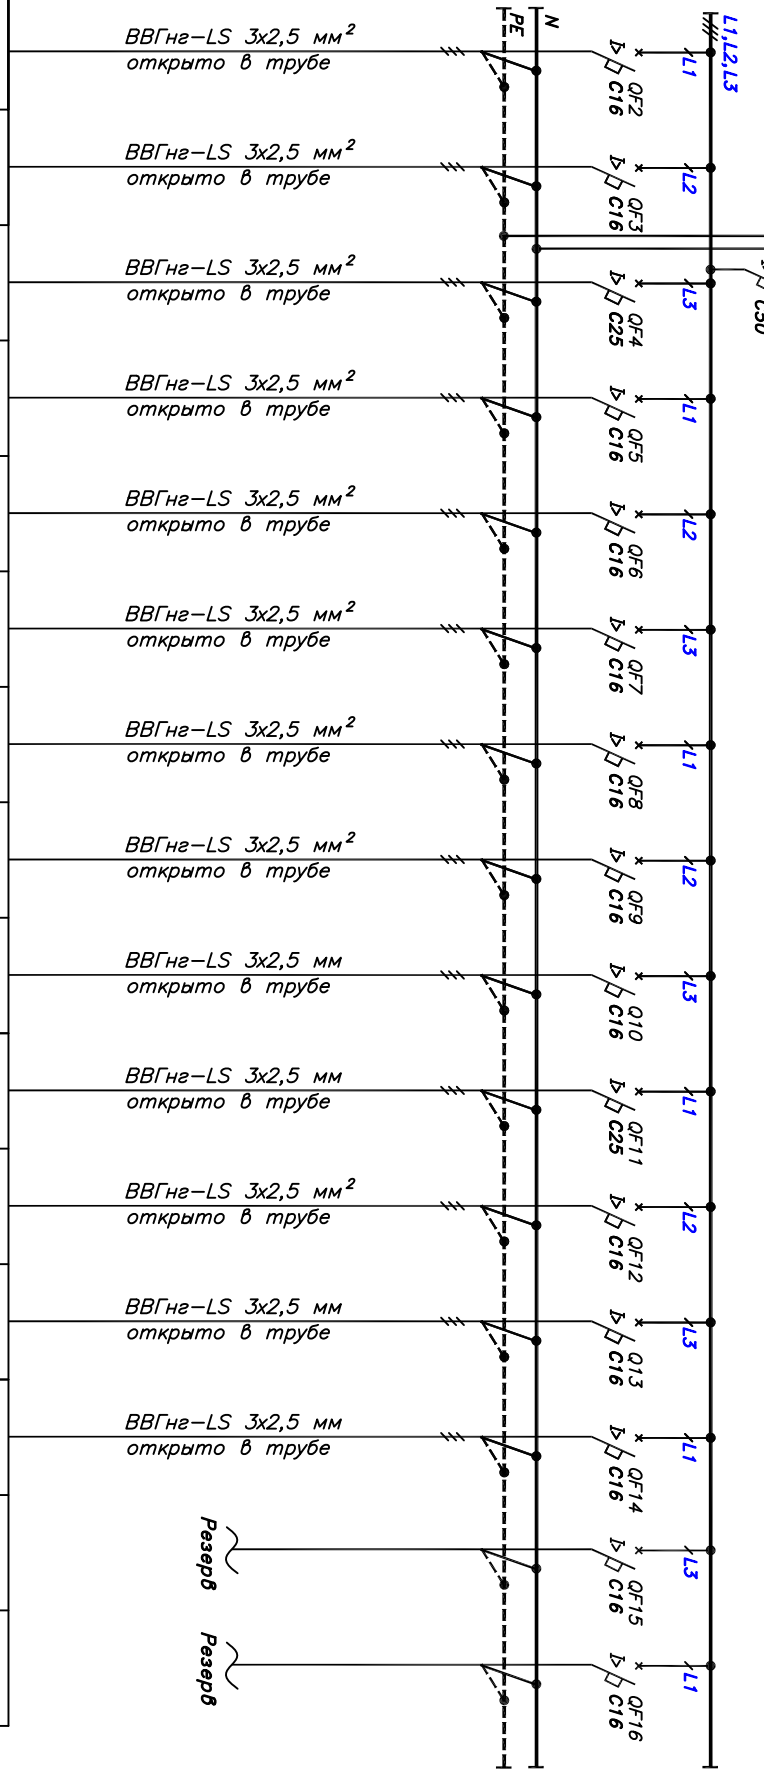 L1,L2,L3
N
PE
ВВГнг-LS 3х2,5 мм²
открыто в трубе
QF2
C16
L1
ВВГнг-LS 3х2,5 мм²
открыто в трубе
QF3
C16
L2
C50
ВВГнг-LS 3х2,5 мм²
открыто в трубе
QF4
C25
L3
ВВГнг-LS 3х2,5 мм²
открыто в трубе
QF5
C16
L1
ВВГнг-LS 3х2,5 мм²
открыто в трубе
QF6
C16
L2
ВВГнг-LS 3х2,5 мм²
открыто в трубе
QF7
C16
L3
ВВГнг-LS 3х2,5 мм²
открыто в трубе
QF8
C16
L1
ВВГнг-LS 3х2,5 мм²
открыто в трубе
QF9
C16
L2
ВВГнг-LS 3х2,5 мм
открыто в трубе
Q10
C16
L3
ВВГнг-LS 3х2,5 мм
открыто в трубе
QF11
C25
L1
ВВГнг-LS 3х2,5 мм²
открыто в трубе
QF12
C16
L2
ВВГнг-LS 3х2,5 мм
открыто в трубе
Q13
C16
L3
ВВГнг-LS 3х2,5 мм
открыто в трубе
QF14
C16
L1
Резерв
QF15
C16
L3
Резерв
QF16
C16
L1